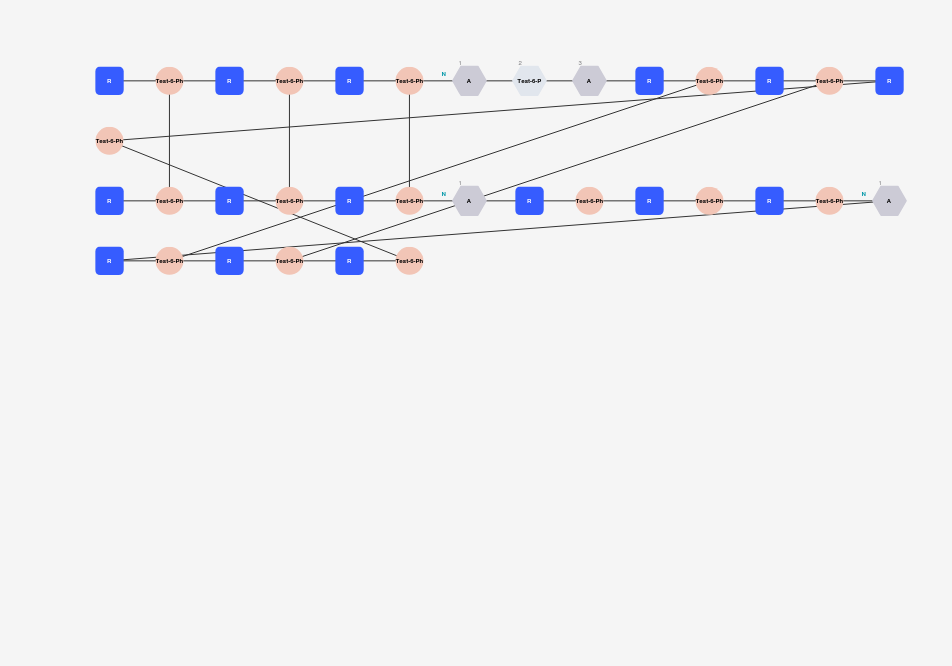 1 2 3
N
R Test-6-Ph R Test-6-Ph R Test-6-Ph A Test-6-P A R Test-6-Ph R Test-6-Ph R
Test-6-Ph
N 1 N 1
R Test-6-Ph R Test-6-Ph R Test-6-Ph A R Test-6-Ph R Test-6-Ph R Test-6-Ph A
R Test-6-Ph R Test-6-Ph R Test-6-Ph